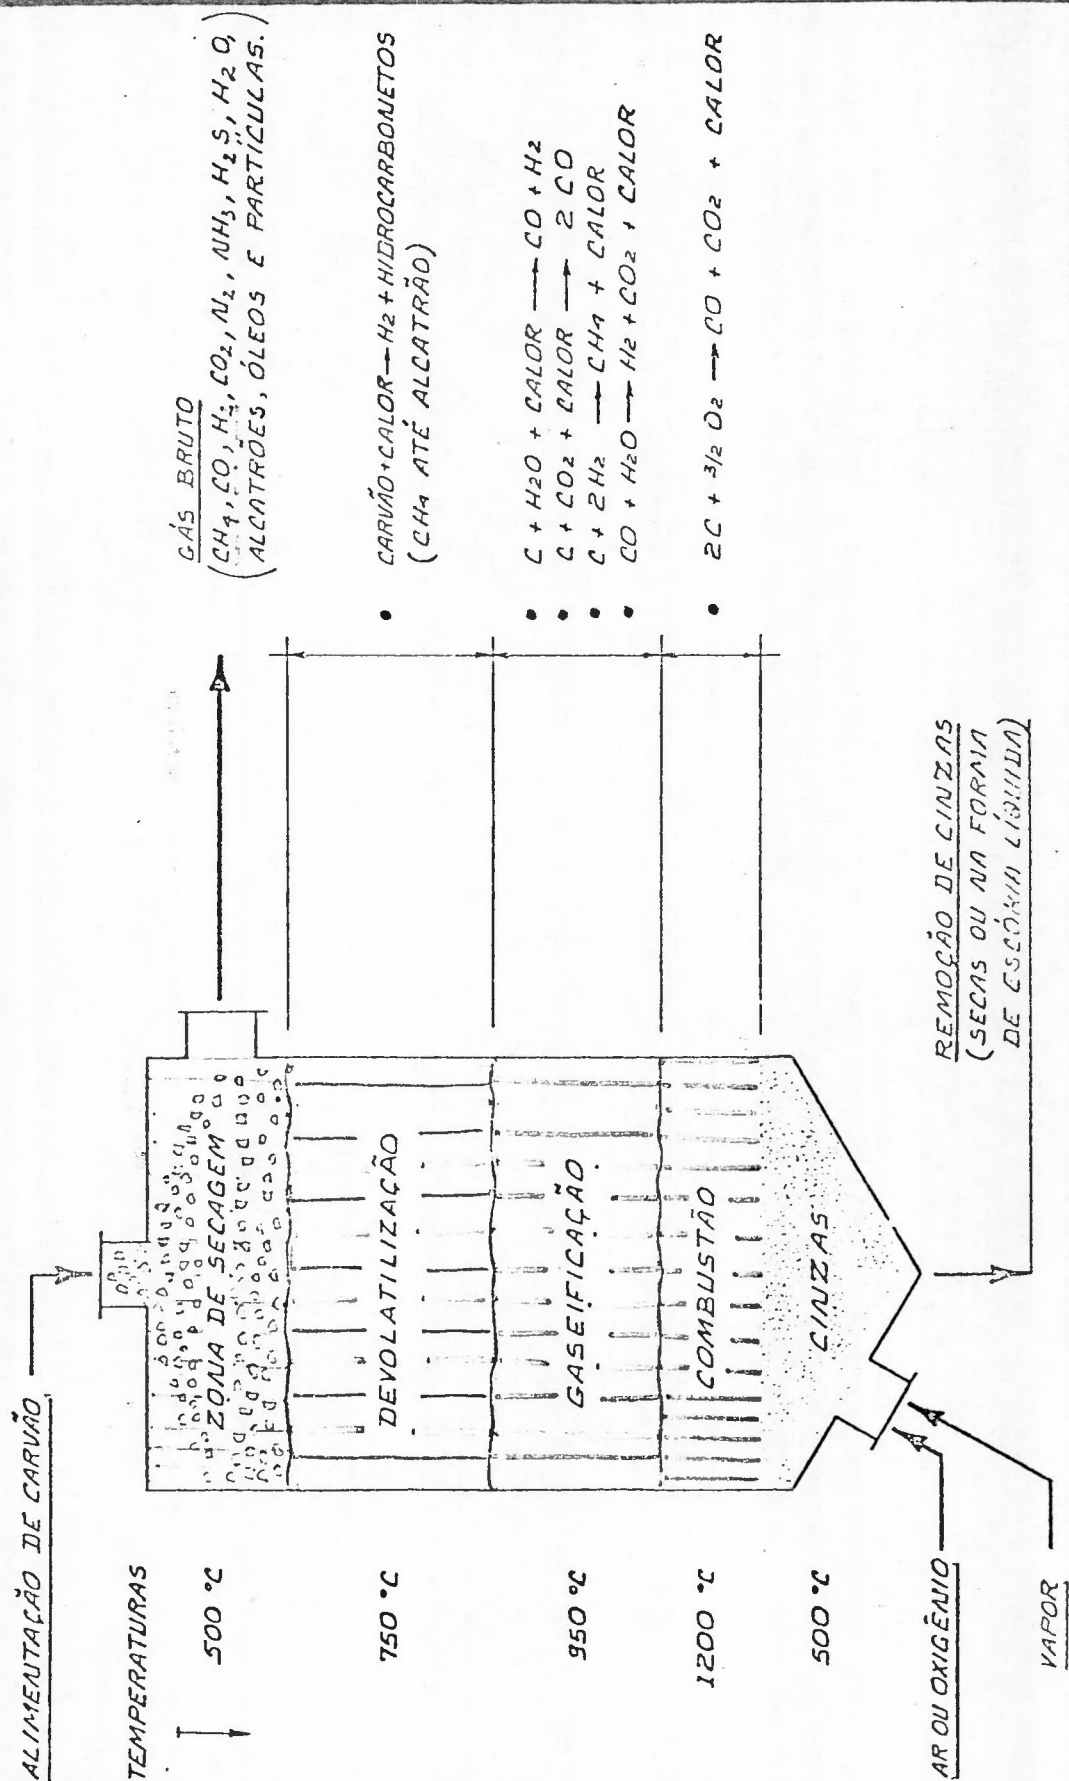 ALIMENTAÇÃO DE CARVÃO
TEMPERATURAS
500 °C
750 °C
950 °C
1200 °C
500 °C
AR OU OXIGÊNIO
VAPOR
ZONA DE SECAGEM
DEVOLATILIZAÇÃO
GASEIFICAÇÃO
COMBUSTÃO
CINZAS
REMOÇÃO DE CINZAS
(SECAS OU NA FORMA
DE ESCÓRIA LÍQUIDA)
GÁS BRUTO
(CH4, CO, H2, CO2, N2, NH3, H2S, H2O,
ALCATRÕES, ÓLEOS E PARTÍCULAS.)
• CARVÃO+CALOR→H2+HIDROCARBONETOS
(CH4 ATÉ ALCATRÃO)
• C + H2O + CALOR → CO + H2
• C + CO2 + CALOR → 2 CO
• C + 2H2 → CH4 + CALOR
• CO + H2O → H2 + CO2 + CALOR
• 2C + 3/2 O2 → CO + CO2 + CALOR